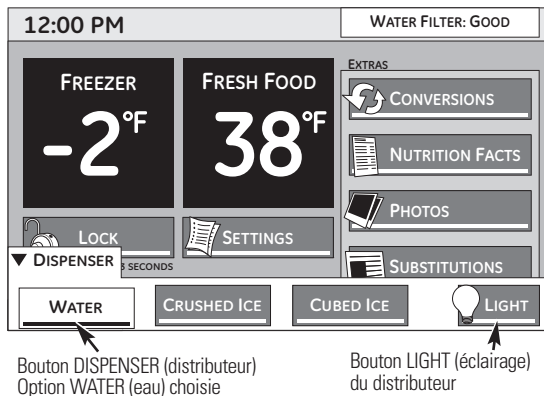 12:00 PM
WATER FILTER: GOOD
FREEZER
-2°F
FRESH FOOD
38°F
EXTRAS
CONVERSIONS
NUTRITION FACTS
PHOTOS
SUBSTITUTIONS
LOCK
3 SECONDS
SETTINGS
▼ DISPENSER
WATER
CRUSHED ICE
CUBED ICE
LIGHT
Bouton DISPENSER (distributeur)
Option WATER (eau) choisie
Bouton LIGHT (éclairage)
du distributeur